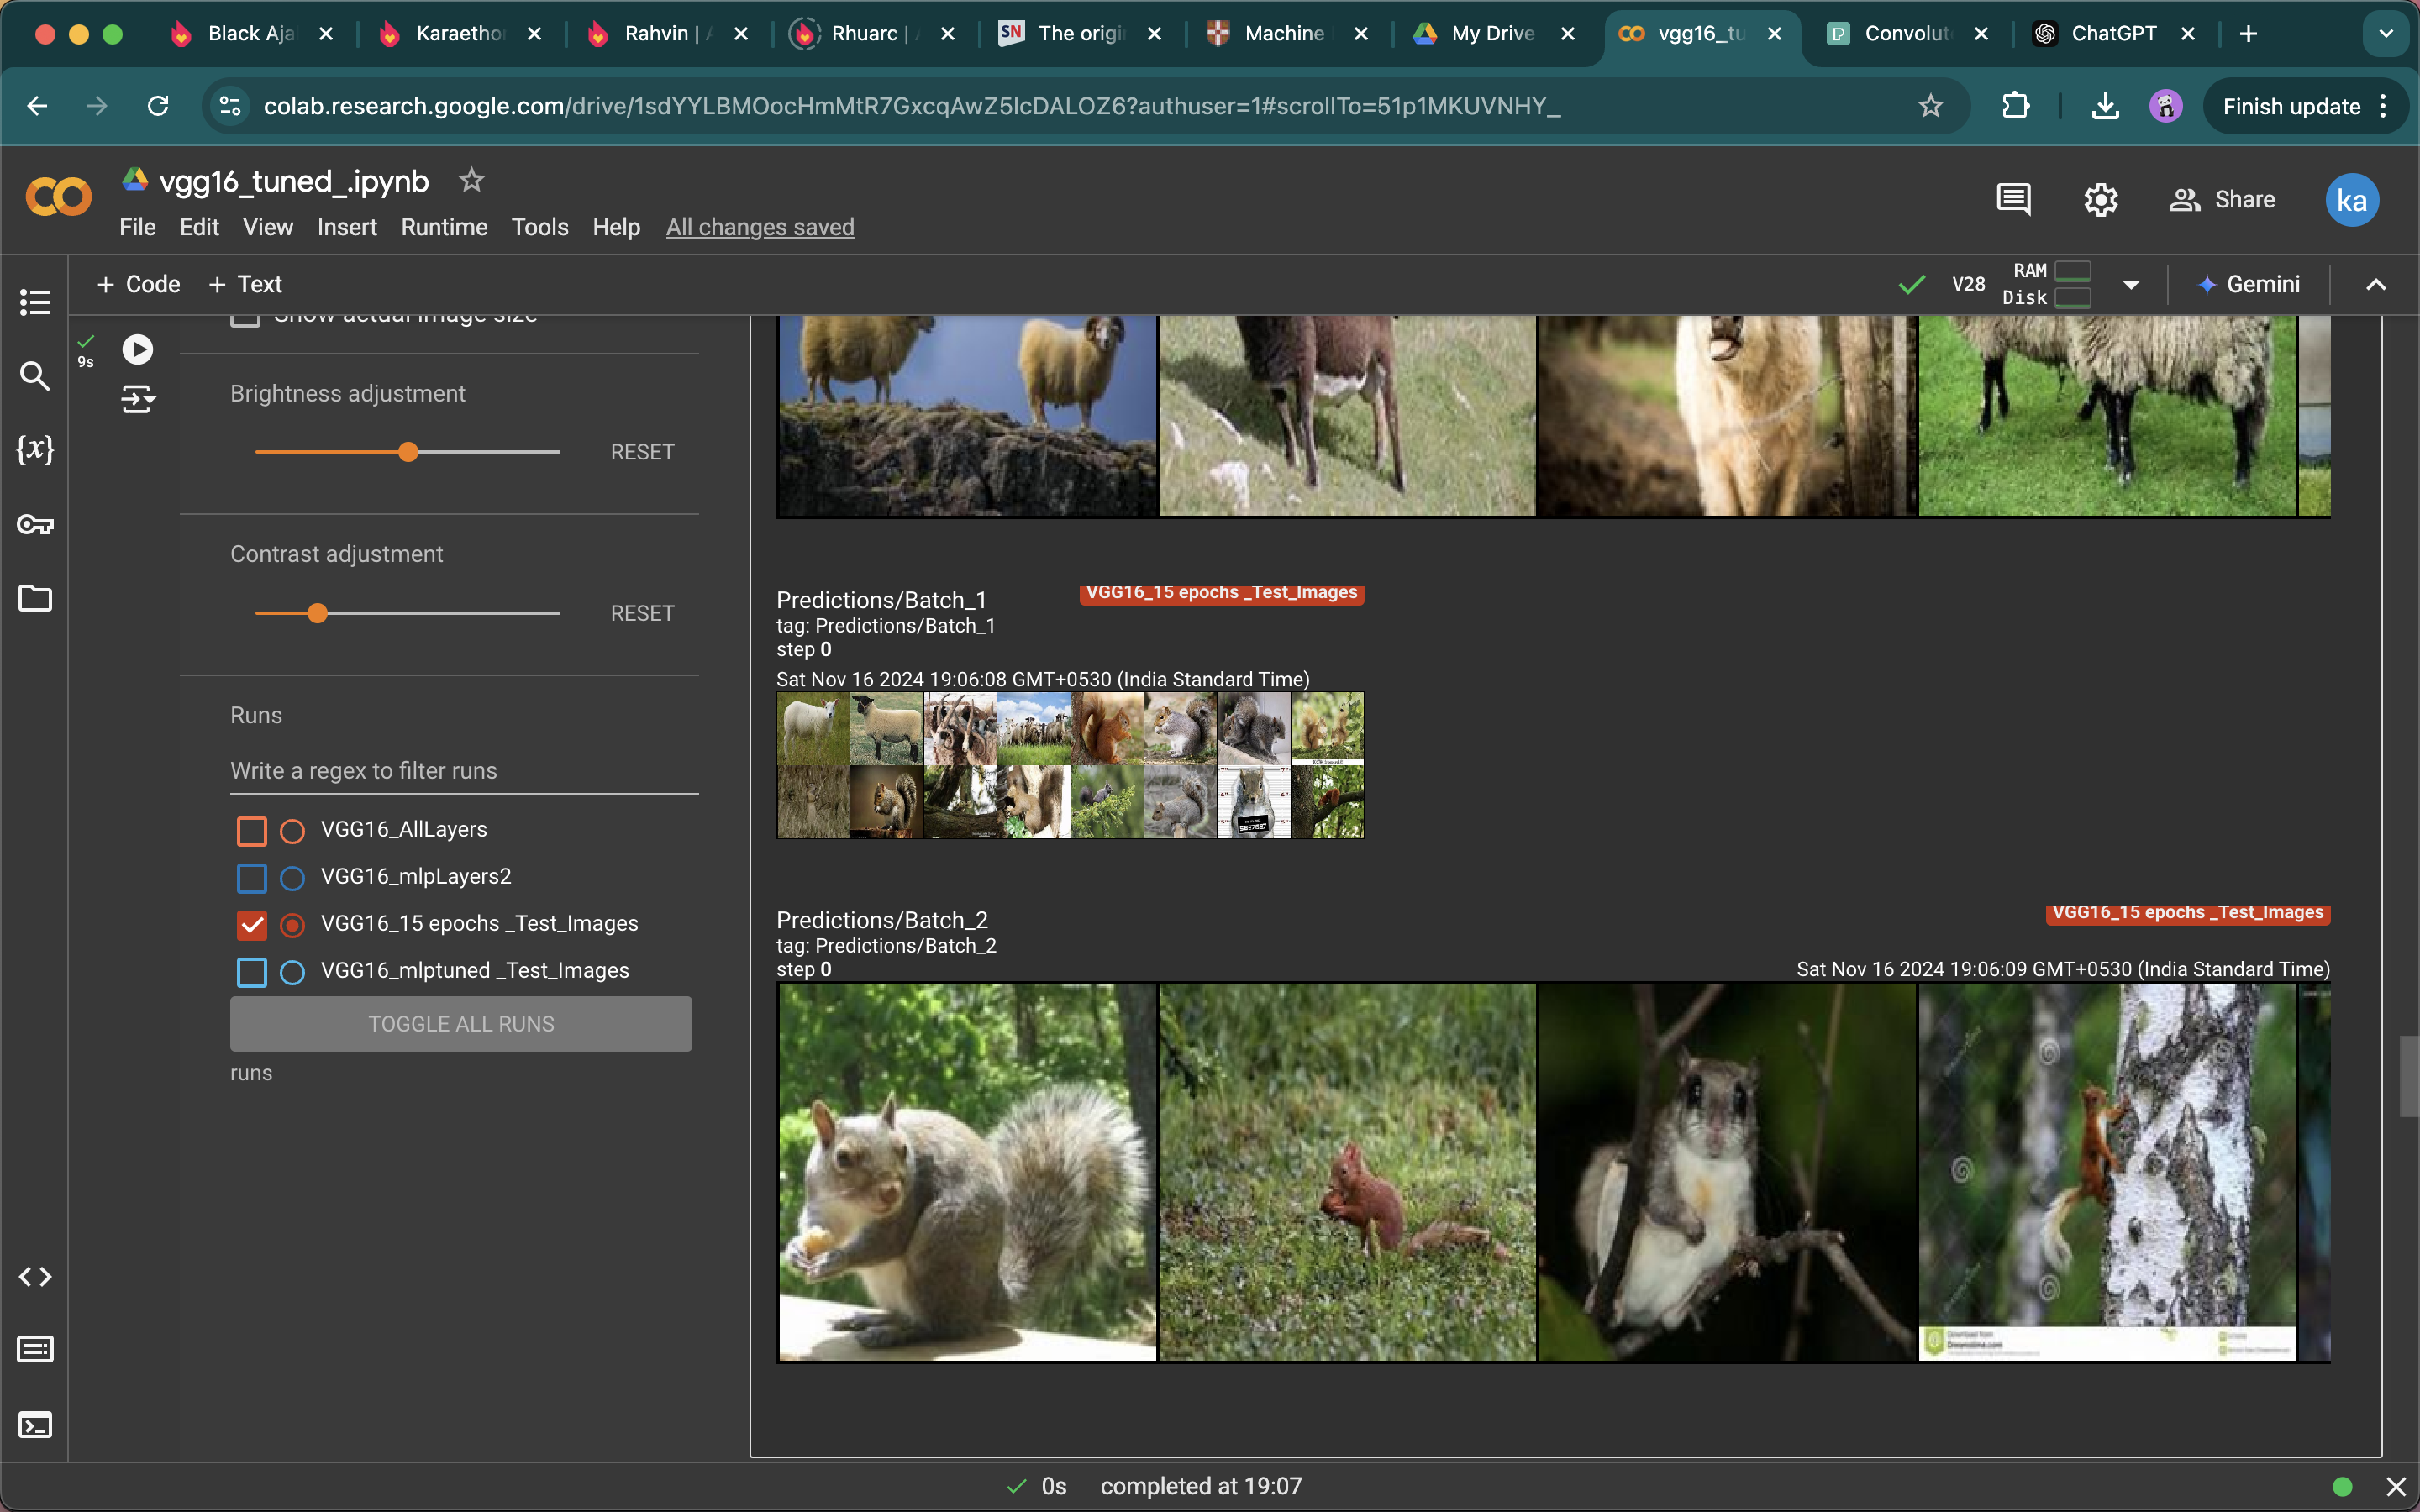 Black Aja
Karaetho
Rahvin | A
Rhuarc |
SN The origi
Machine
My Drive
vgg16_tu
Convolut
ChatGPT
colab.research.google.com/drive/1sdYYLBMOocHmMtR7GxcqAwZ5lcDALOZ6?authuser=1#scrollTo=51p1MKUVNHY_
Finish update
vgg16_tuned_.ipynb
File Edit View Insert Runtime Tools Help All changes saved
Share
ka
+ Code + Text
V28
RAM
Disk
Gemini
Show actual image size
9s
Brightness adjustment
RESET
Contrast adjustment
RESET
Runs
Write a regex to filter runs
VGG16_AllLayers
VGG16_mlpLayers2
VGG16_15 epochs _Test_Images
VGG16_mlptuned _Test_Images
TOGGLE ALL RUNS
runs
Predictions/Batch_1
VGG16_15 epochs _Test_Images
tag: Predictions/Batch_1
step 0
Sat Nov 16 2024 19:06:08 GMT+0530 (India Standard Time)
Predictions/Batch_2
VGG16_15 epochs _Test_Images
tag: Predictions/Batch_2
step 0
Sat Nov 16 2024 19:06:09 GMT+0530 (India Standard Time)
Download from
Dreamstime.com
{x}
0s completed at 19:07